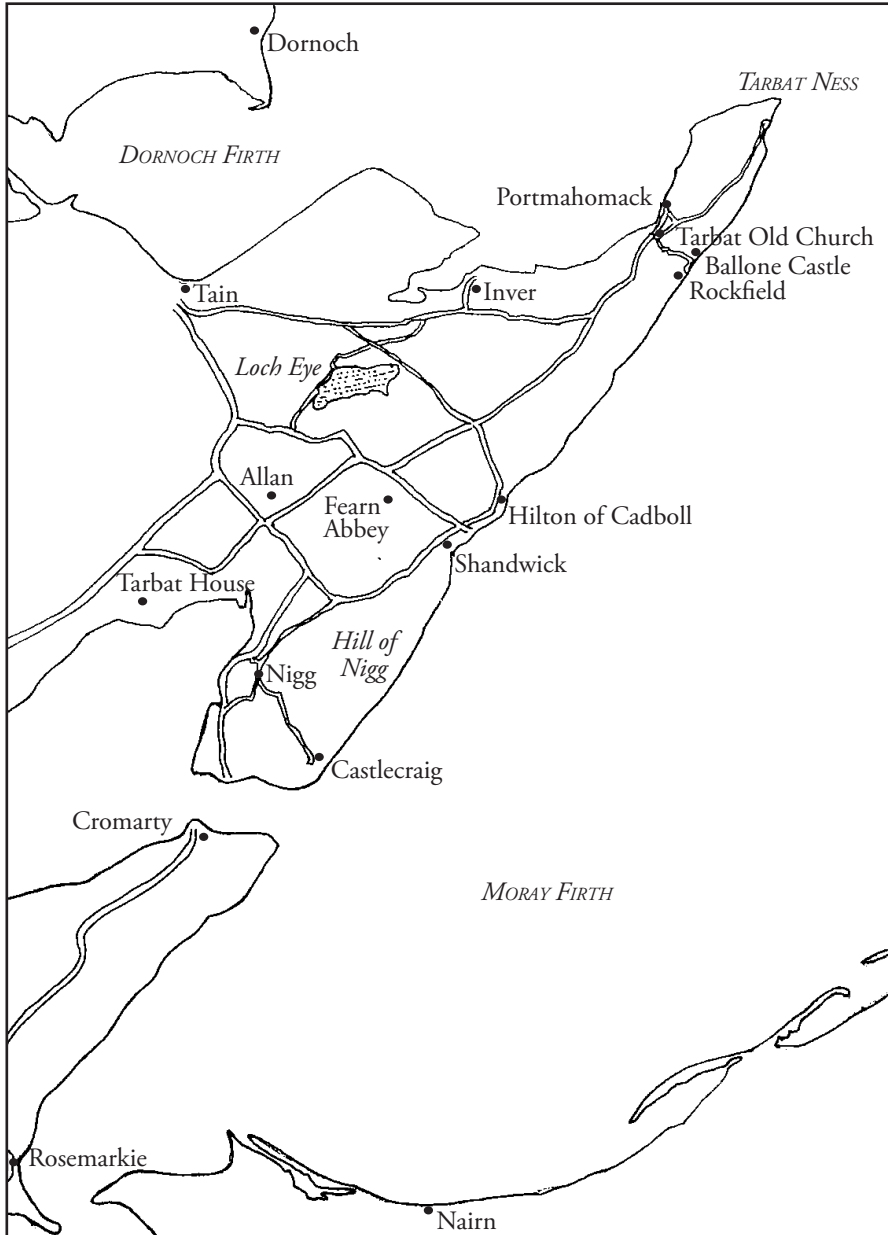 Dornoch
TARBAT NESS
DORNOCH FIRTH
Portmahomack
Tarbat Old Church
Ballone Castle
Rockfield
Tain
Inver
Loch Eye
Allan
Fearn
Abbey
Hilton of Cadboll
Shandwick
Tarbat House
Hill of
Nigg
Nigg
Castlecraig
Cromarty
MORAY FIRTH
Rosemarkie
Nairn